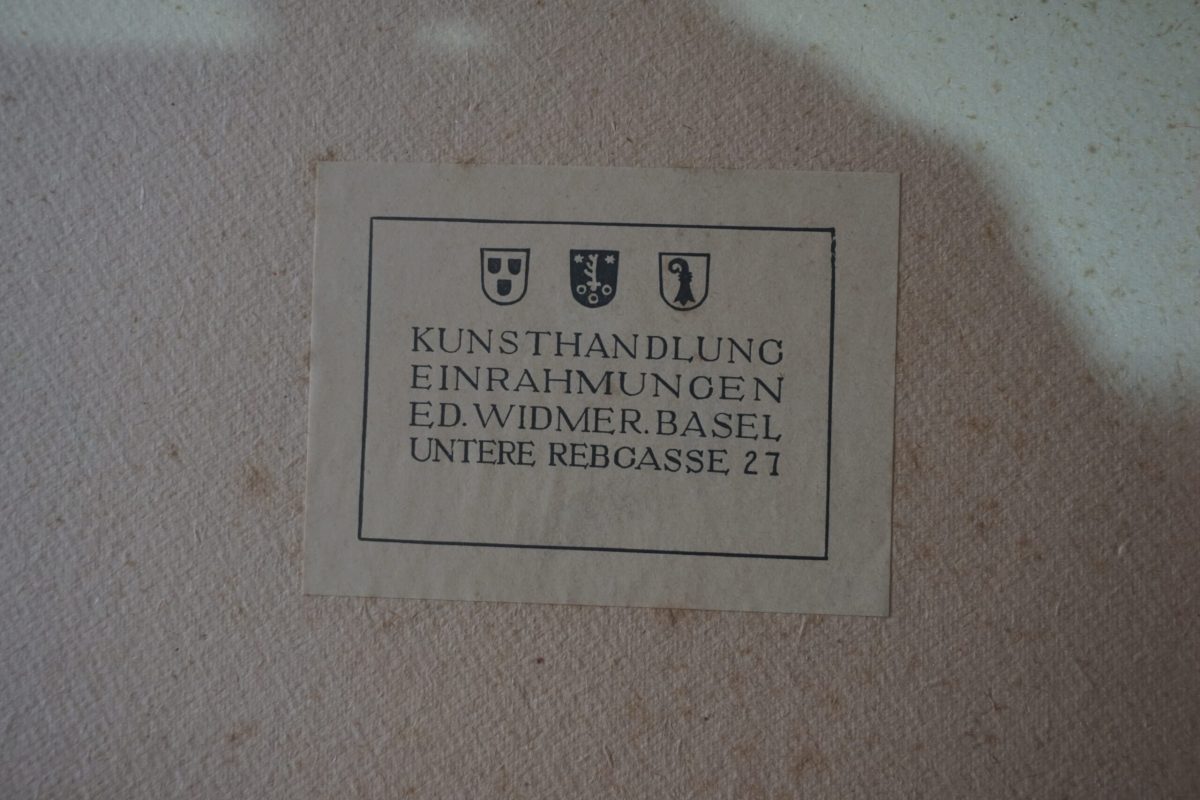 KUNSTHANDLUNG
EINRAHMUNGEN
ED. WIDMER. BASEL
UNTERE REBGASSE 27